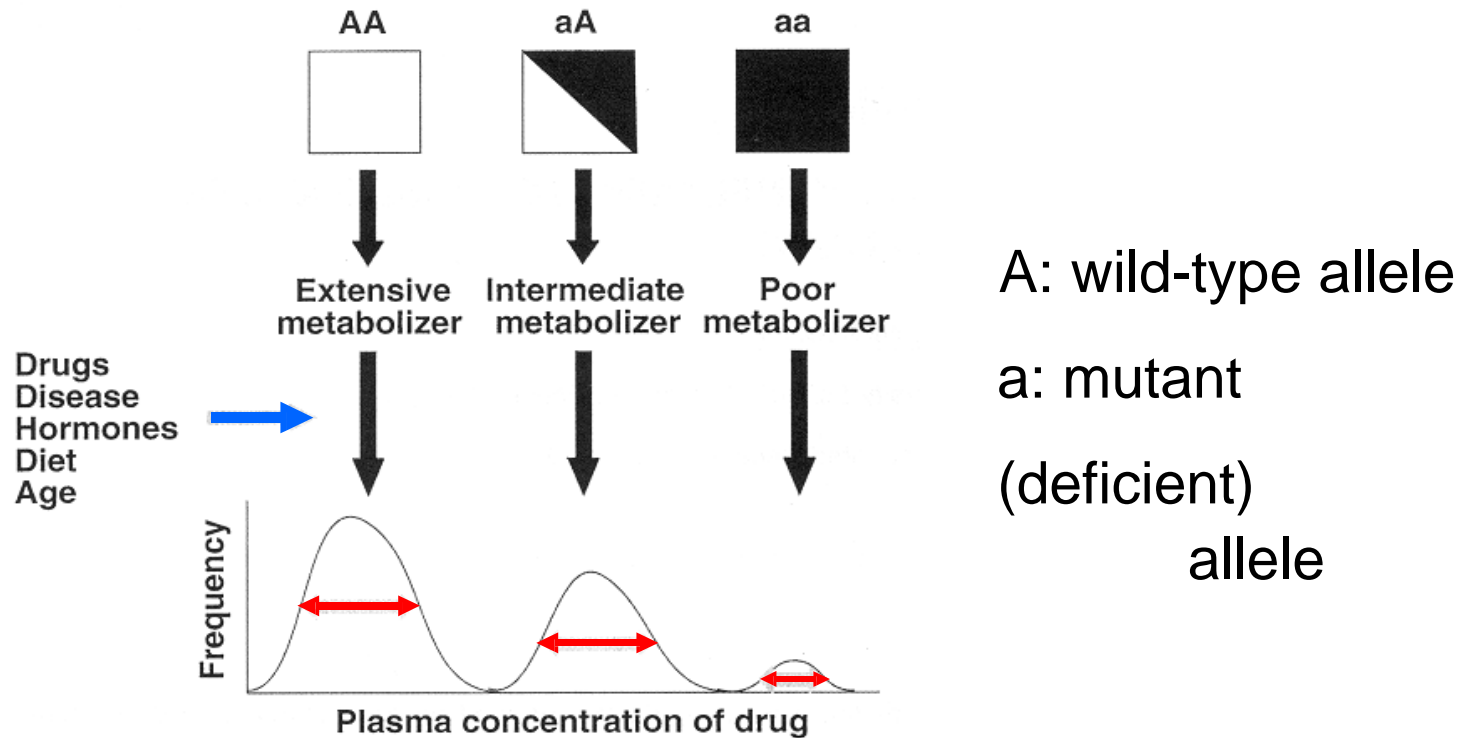 AA
aA
aa
Extensive
metabolizer
Intermediate
metabolizer
Poor
metabolizer
Drugs
Disease
Hormones
Diet
Age
Frequency
Plasma concentration of drug
A: wild-type allele
a: mutant
(deficient)
allele